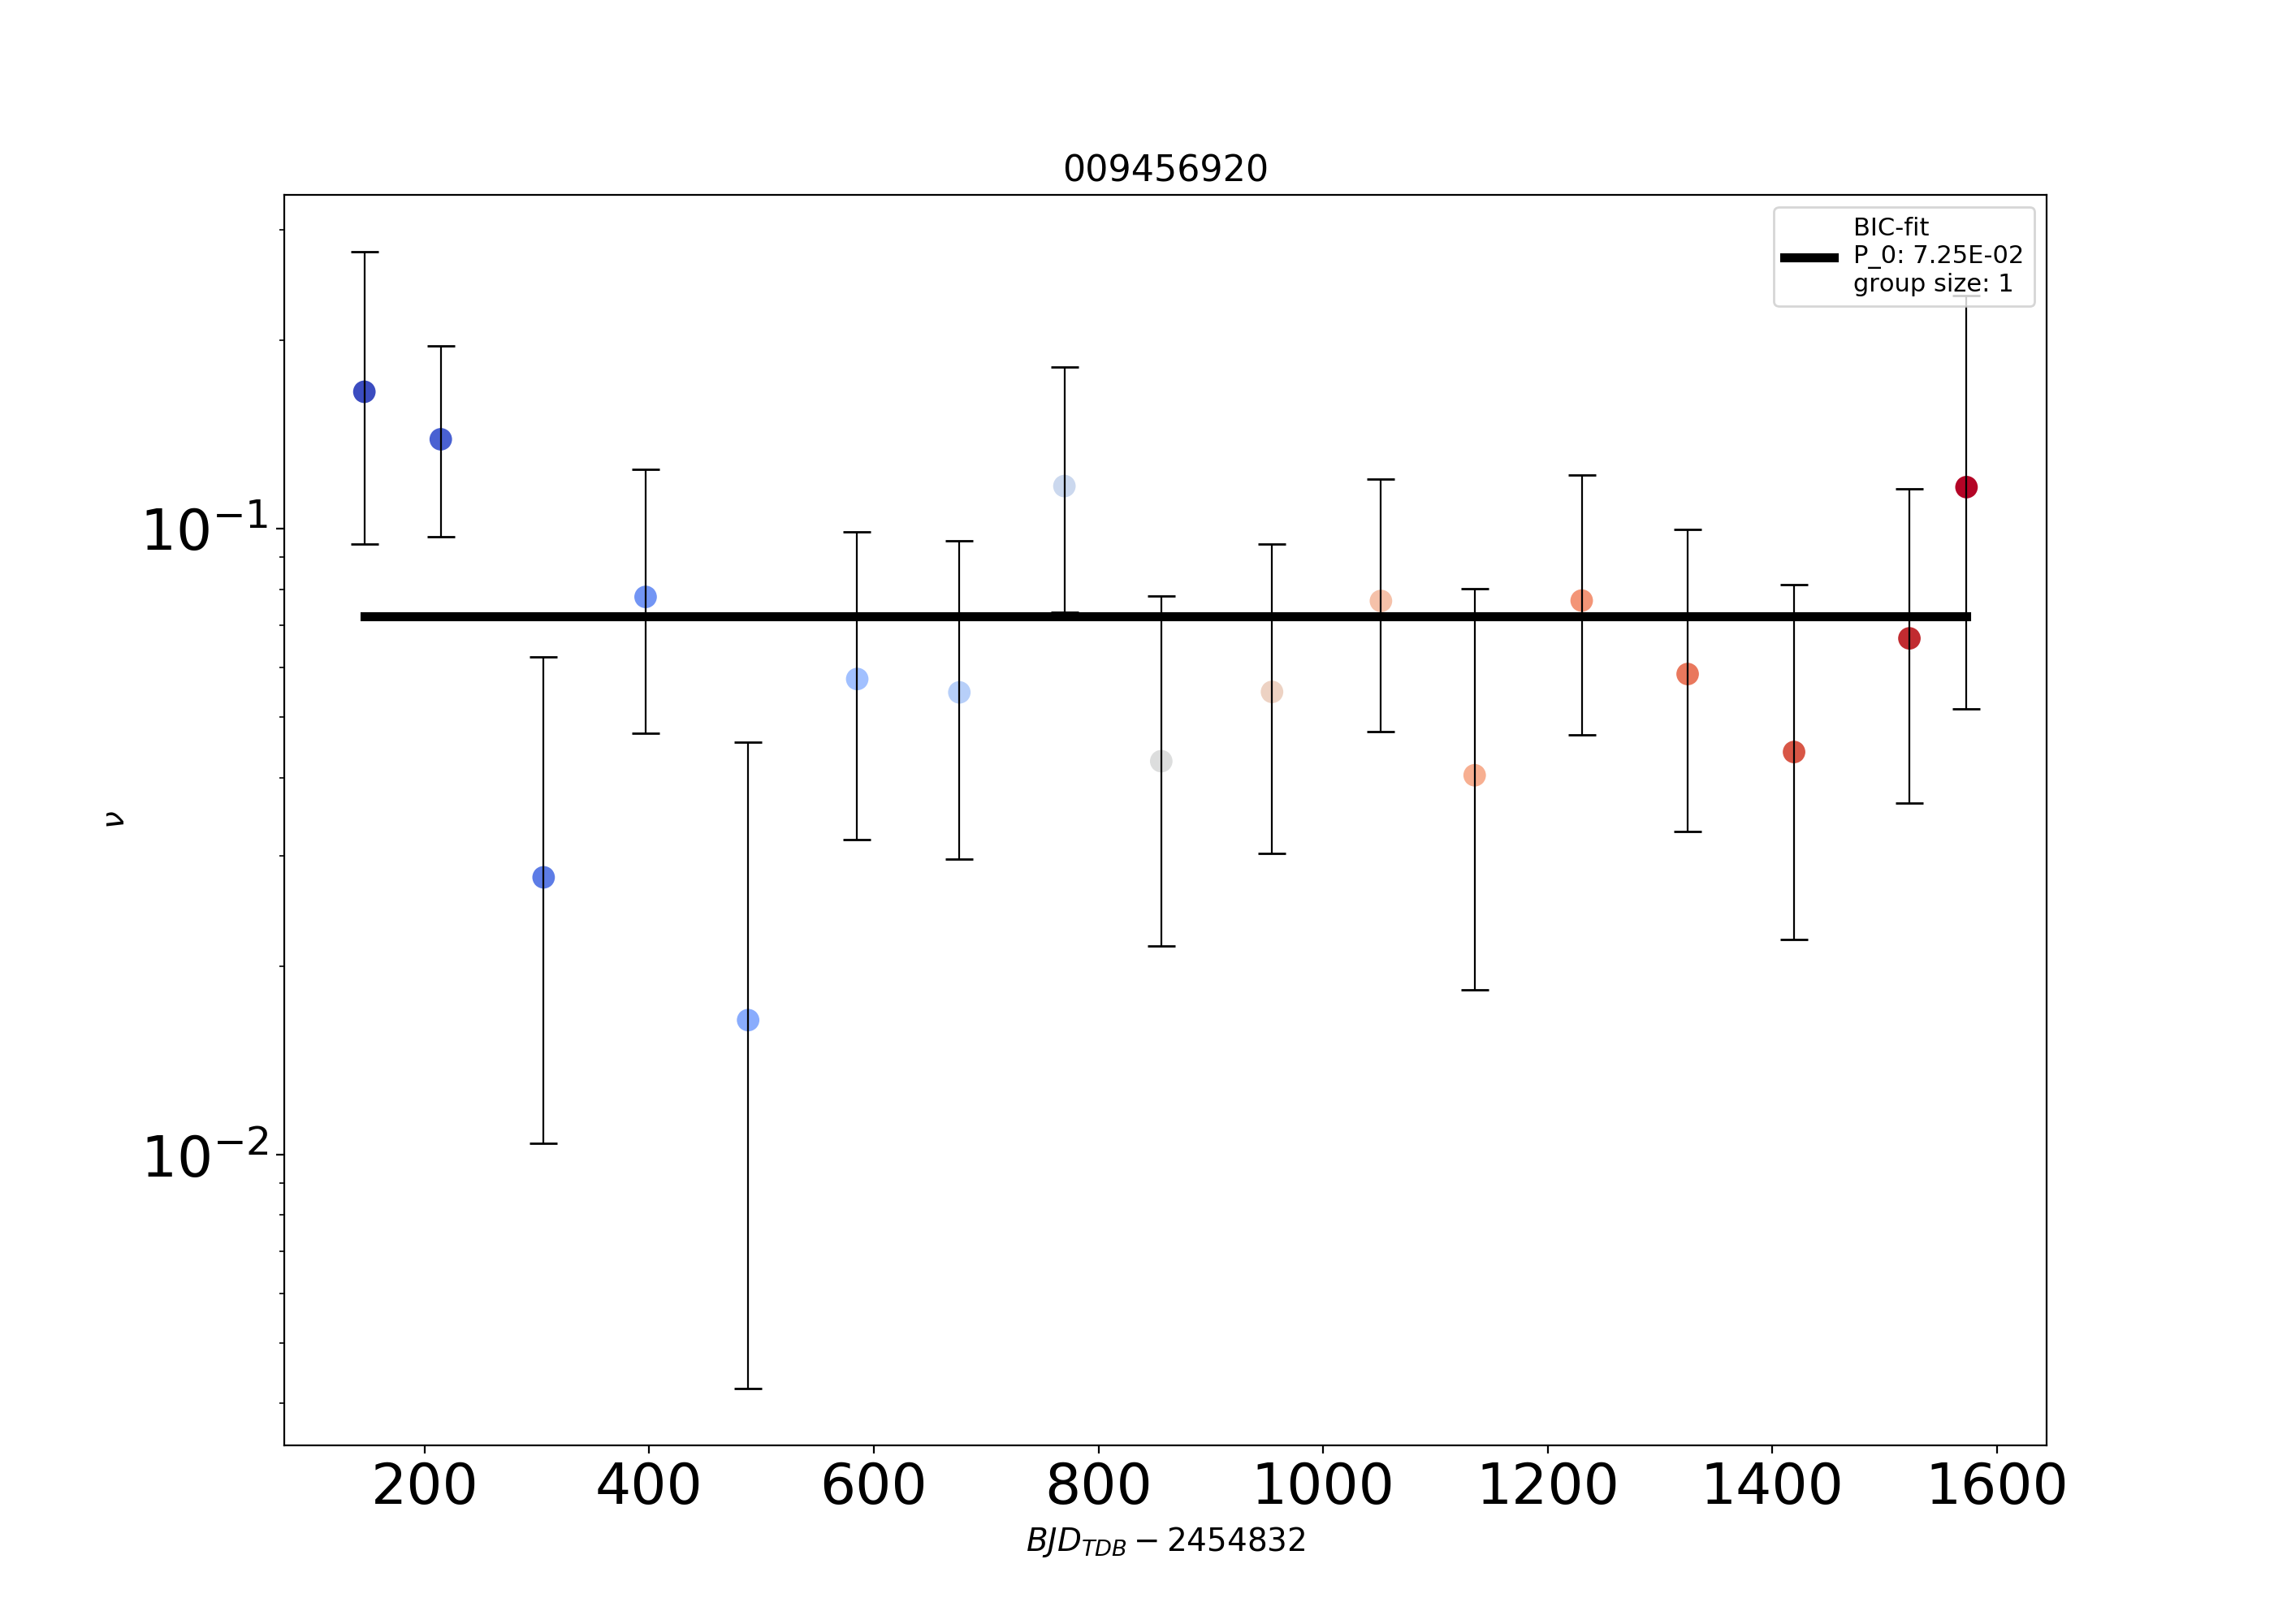 009456920
BIC-fit
P_0: 7.25E-02
group size: 1
10⁻¹
10⁻²
ν
200 400 600 800 1000 1200 1400 1600
BJD_TDB − 2454832